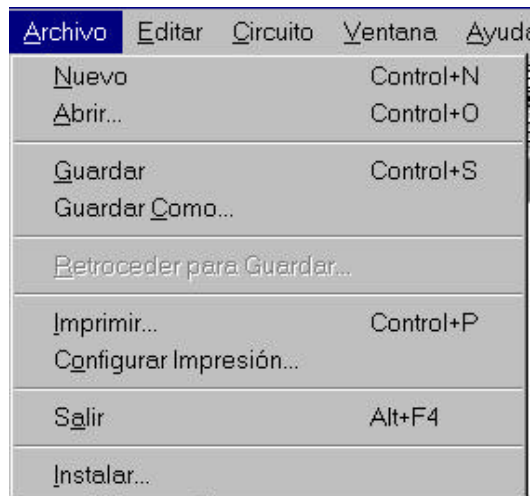 Archivo Editar Circuito Ventana
Nuevo Control+N
Abrir... Control+O
Guardar Control+S
Guardar Como...
Retroceder para Guardar...
Imprimir... Control+P
Configurar Impresión...
Salir Alt+F4
Instalar...